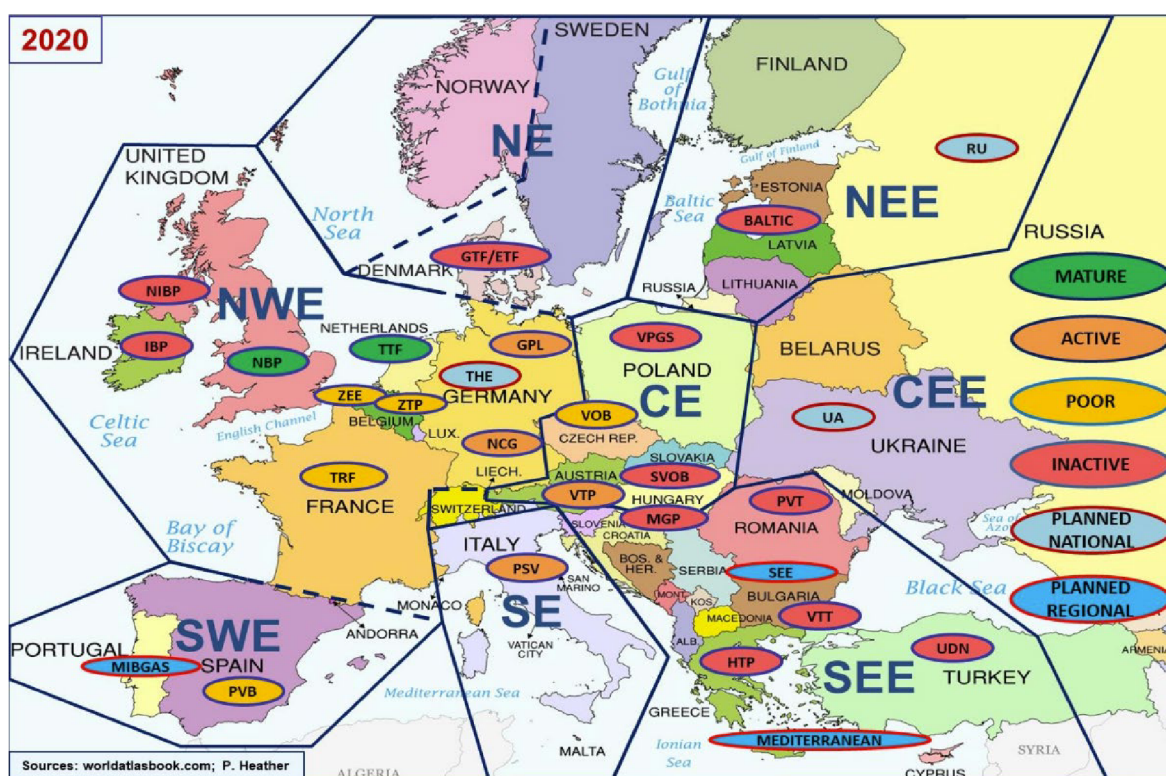 2020
SWEDEN
FINLAND
NORWAY
Gulf
of
Bothnia
NE
RU
UNITED
KINGDOM
Gulf of Finland
ESTONIA
NEE
North
Sea
Baltic
Sea
BALTIC
LATVIA
RUSSIA
GTF/ETF
DENMARK
MATURE
NIBP
NWE
RUSSIA
LITHUANIA
NETHERLANDS
IRELAND
IBP
NBP
TTF
GPL
VPGS
POLAND
BELARUS
ACTIVE
THE
GERMANY
CE
CEE
ZEE
ZTP
POOR
Celtic
Sea
English Channel
BELGIUM
LUX.
VOB
CZECH REP.
UA
UKRAINE
NCG
SLOVAKIA
INACTIVE
TRF
FRANCE
LIECH.
AUSTRIA
SVOB
VTP
HUNGARY
PVT
MOLDOVA
SWITZERLAND
MGP
ROMANIA
Sea of
Azov
PLANNED
NATIONAL
Bay of
Biscay
ITALY
SLOVENIA
CROATIA
PSV
BOS. &
HER.
SERBIA
SEE
Black Sea
PLANNED
REGIONAL
SAN
MARINO
MONACO
MONT.
KOS.
BULGARIA
SE
MACEDONIA
VTT
SWE
ANDORRA
VATICAN
CITY
ALB.
PORTUGAL
MIBGAS
SPAIN
PVB
HTP
SEE
UDN
TURKEY
ARMENIA
Mediterranean Sea
GREECE
MALTA
Ionian
Sea
MEDITERRANEAN
SYRIA
CYPRUS
ALGERIA
Sources: worldatlasbook.com; P. Heather